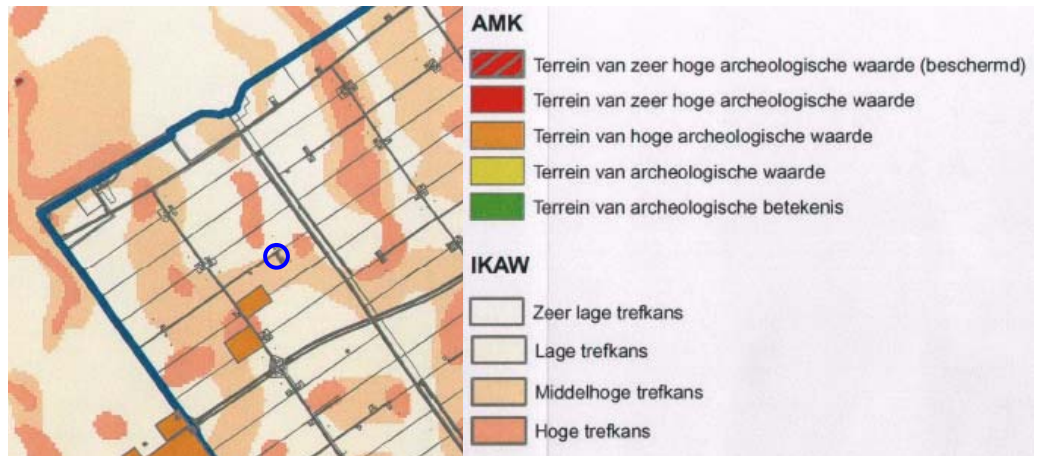 AMK
Terrein van zeer hoge archeologische waarde (beschermd)
Terrein van zeer hoge archeologische waarde
Terrein van hoge archeologische waarde
Terrein van archeologische waarde
Terrein van archeologische betekenis
IKAW
Zeer lage trefkans
Lage trefkans
Middelhoge trefkans
Hoge trefkans